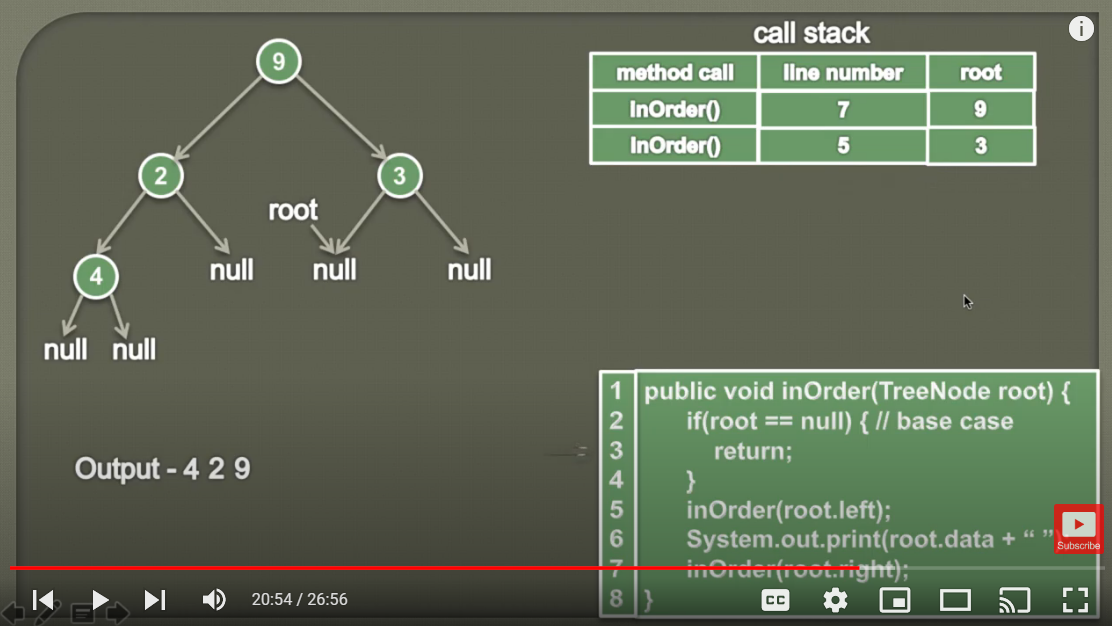 call stack
method call line number root
InOrder() 7 9
InOrder() 5 3
9
2
3
root
4
null
null
null
null
null
Output - 4 2 9
1 public void inOrder(TreeNode root) {
2 if(root == null) { // base case
3 return;
4 }
5 inOrder(root.left);
6 System.out.print(root.data + “ ”)
7 inOrder(root.right);
8 }
Subscribe
20:54 / 26:56
CC
i